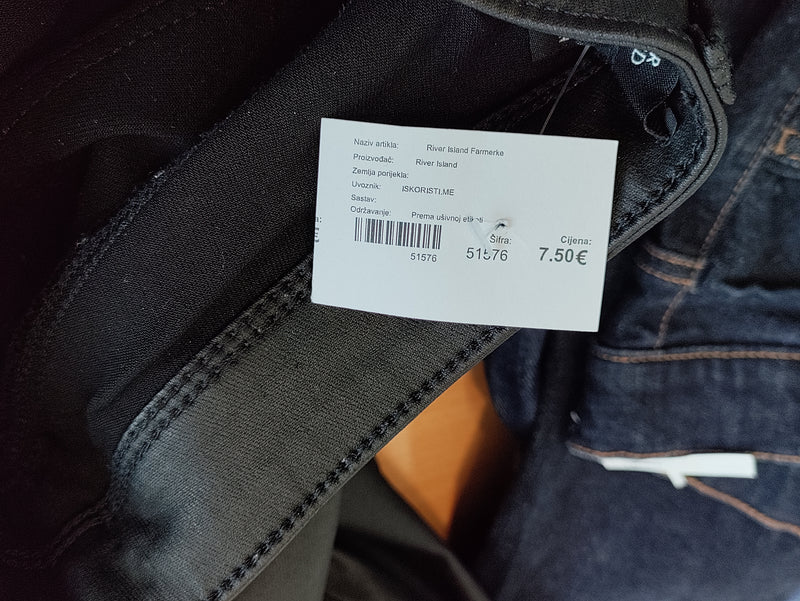 Naziv artikla: River Island Farmerke
Proizvođač: River Island
Zemlja porijekla:
Uvoznik: ISKORISTI.ME
Sastav:
Održavanje: Prema ušivnoj etiketi
Šifra: Cijena:
51576 51576 7.50€